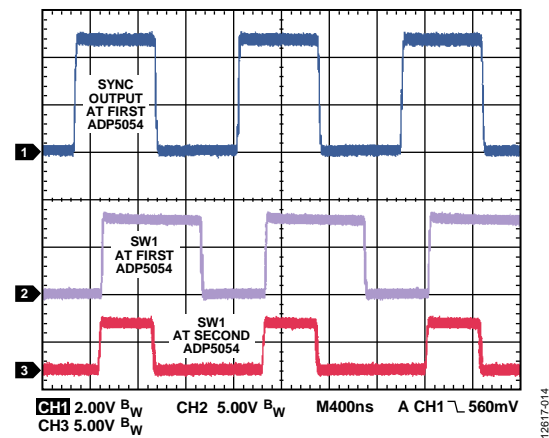 SYNC
OUTPUT
AT FIRST
ADP5054
1
SW1
AT FIRST
ADP5054
2
SW1
AT SECOND
ADP5054
3
CH1 2.00V BW CH2 5.00V BW M400ns A CH1 560mV
CH3 5.00V BW
12617-014